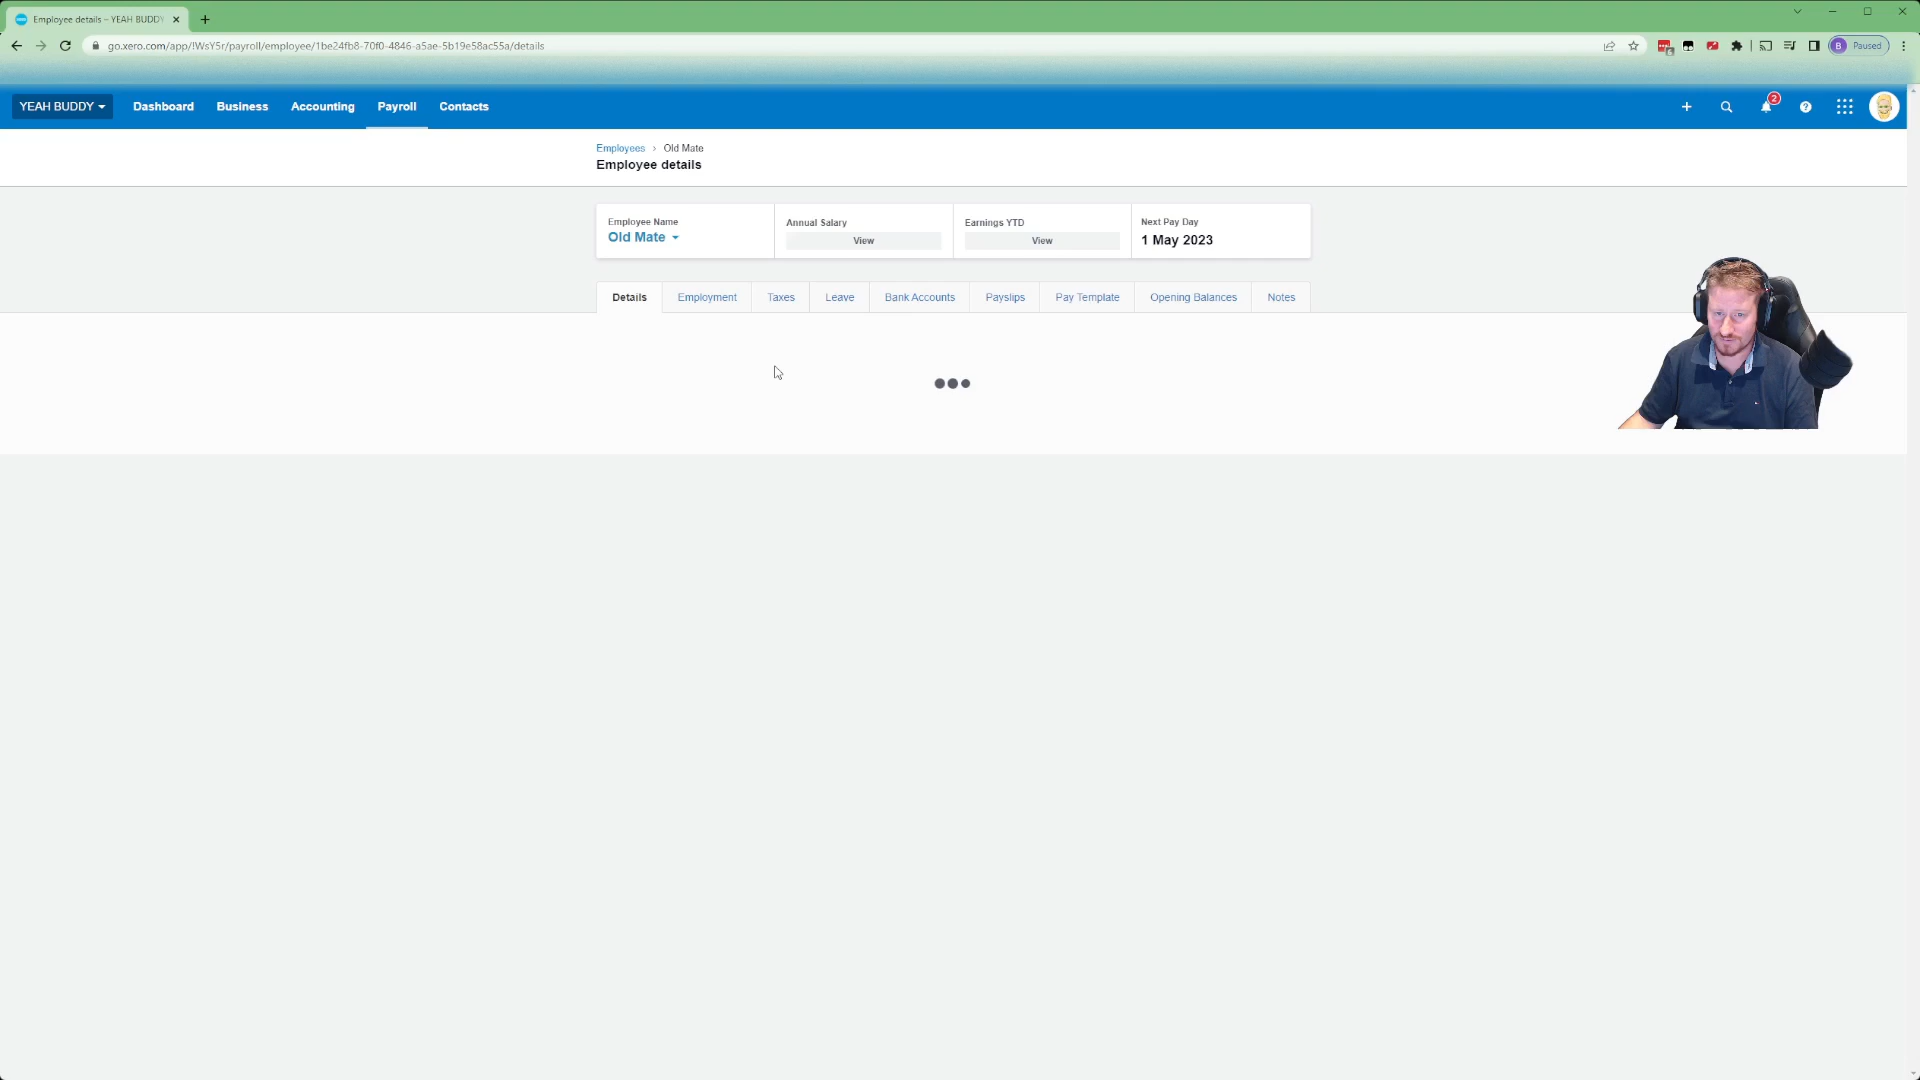 Employee details – YEAH BUDDY
go.xero.com/app/!WsY5r/payroll/employee/1be24fb8-70f0-4846-a5ae-5b19e58ac55a/details
B Paused
YEAH BUDDY Dashboard Business Accounting Payroll Contacts
2
Employees › Old Mate
Employee details
Employee Name Annual Salary Earnings YTD Next Pay Day
Old Mate View View 1 May 2023
Details Employment Taxes Leave Bank Accounts Payslips Pay Template Opening Balances Notes